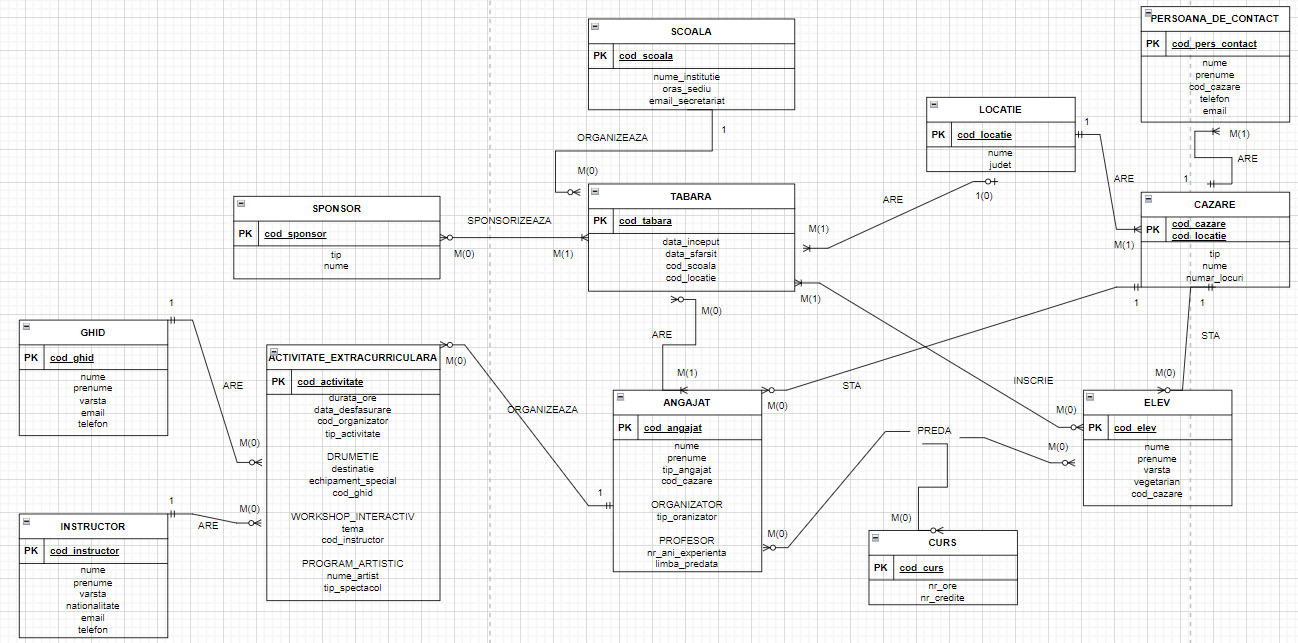 SCOALA
PK cod_scoala
nume_institutie
oras_sediu
email_secretariat
ORGANIZEAZA
1
M(0)
PERSOANA_DE_CONTACT
PK cod_pers_contact
nume
prenume
cod_cazare
telefon
email
M(1)
ARE
1
LOCATIE
PK cod_locatie
nume
judet
1
ARE
M(1)
1(0)
ARE
M(1)
CAZARE
PK cod_cazare
cod_locatie
tip
nume
numar_locuri
1
1
STA
M(0)
TABARA
PK cod_tabara
data_inceput
data_sfarsit
cod_scoala
cod_locatie
SPONSOR
PK cod_sponsor
tip
nume
SPONSORIZEAZA
M(0)
M(1)
M(1)
INSCRIE
M(0)
M(0)
ARE
M(1)
STA
M(0)
GHID
PK cod_ghid
nume
prenume
varsta
email
telefon
1
ARE
M(0)
ACTIVITATE_EXTRACURRICULARA
PK cod_activitate
durata_ore
data_desfasurare
cod_organizator
tip_activitate
DRUMETIE
destinatie
echipament_special
cod_ghid
WORKSHOP_INTERACTIV
tema
cod_instructor
PROGRAM_ARTISTIC
nume_artist
tip_spectacol
M(0)
ORGANIZEAZA
1
ANGAJAT
PK cod_angajat
nume
prenume
tip_angajat
cod_cazare
ORGANIZATOR
tip_oranizator
PROFESOR
nr_ani_experienta
limba_predata
M(0)
PREDA
M(0)
M(0)
ELEV
PK cod_elev
nume
prenume
varsta
vegetarian
cod_cazare
CURS
PK cod_curs
nr_ore
nr_credite
INSTRUCTOR
PK cod_instructor
nume
prenume
varsta
nationalitate
email
telefon
1
ARE
M(0)